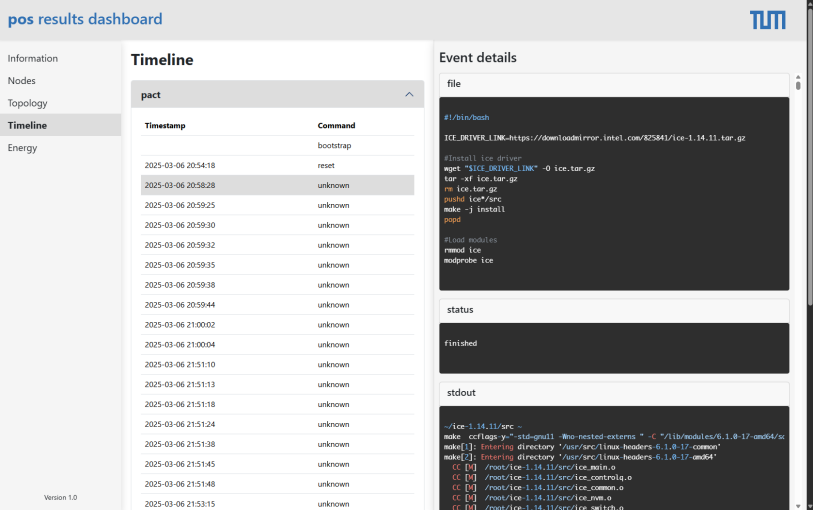 pos results dashboard
TUM
Information
Nodes
Topology
Timeline
Energy
Version 1.0
Timeline
pact
Timestamp Command
bootstrap
2025-03-06 20:54:18 reset
2025-03-06 20:58:28 unknown
2025-03-06 20:59:25 unknown
2025-03-06 20:59:30 unknown
2025-03-06 20:59:32 unknown
2025-03-06 20:59:35 unknown
2025-03-06 20:59:38 unknown
2025-03-06 20:59:44 unknown
2025-03-06 21:00:02 unknown
2025-03-06 21:00:04 unknown
2025-03-06 21:51:10 unknown
2025-03-06 21:51:13 unknown
2025-03-06 21:51:18 unknown
2025-03-06 21:51:24 unknown
2025-03-06 21:51:38 unknown
2025-03-06 21:51:45 unknown
2025-03-06 21:51:48 unknown
2025-03-06 21:53:15 unknown
Event details
file
#!/bin/bash
ICE_DRIVER_LINK=https://downloadmirror.intel.com/825841/ice-1.14.11.tar.gz
#Install ice driver
wget "$ICE_DRIVER_LINK" -O ice.tar.gz
tar -xf ice.tar.gz
rm ice.tar.gz
pushd ice*/src
make -j install
popd
#Load modules
rmmod ice
modprobe ice
status
finished
stdout
~/ice-1.14.11/src ~
make ccflags-y="-std=gnu11 -Wno-nested-externs " -C "/lib/modules/6.1.0-17-amd64/so
make[1]: Entering directory '/usr/src/linux-headers-6.1.0-17-common'
make[2]: Entering directory '/usr/src/linux-headers-6.1.0-17-amd64'
CC [M] /root/ice-1.14.11/src/ice_main.o
CC [M] /root/ice-1.14.11/src/ice_controlq.o
CC [M] /root/ice-1.14.11/src/ice_common.o
CC [M] /root/ice-1.14.11/src/ice_nvm.o
CC [M] /root/ice-1.14.11/src/ice_switch.o